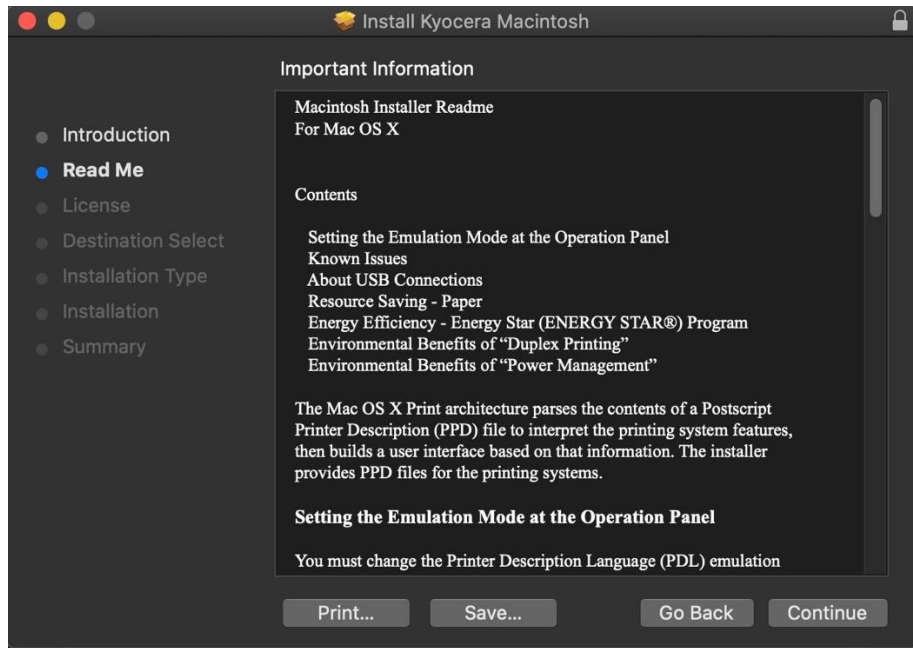 Install Kyocera Macintosh
Important Information
Introduction
Read Me
License
Destination Select
Installation Type
Installation
Summary
Macintosh Installer Readme
For Mac OS X
Contents
Setting the Emulation Mode at the Operation Panel
Known Issues
About USB Connections
Resource Saving - Paper
Energy Efficiency - Energy Star (ENERGY STAR®) Program
Environmental Benefits of “Duplex Printing”
Environmental Benefits of “Power Management”
The Mac OS X Print architecture parses the contents of a Postscript
Printer Description (PPD) file to interpret the printing system features,
then builds a user interface based on that information. The installer
provides PPD files for the printing systems.
Setting the Emulation Mode at the Operation Panel
You must change the Printer Description Language (PDL) emulation
Print...
Save...
Go Back
Continue